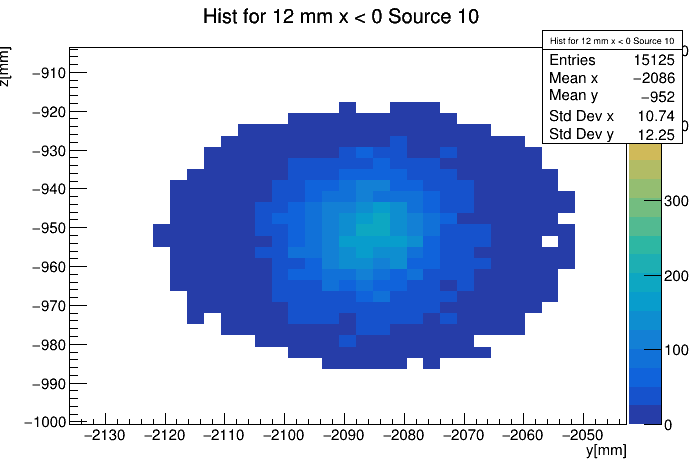 Hist for 12 mm x < 0 Source 10
Hist for 12 mm x < 0 Source 10
Entries 15125
Mean x −2086
Mean y −952
Std Dev x 10.74
Std Dev y 12.25
z[mm]
−910
−920
−930
−940
−950
−960
−970
−980
−990
−1000
−2130 −2120 −2110 −2100 −2090 −2080 −2070 −2060 −2050
y[mm]
300
200
100
0